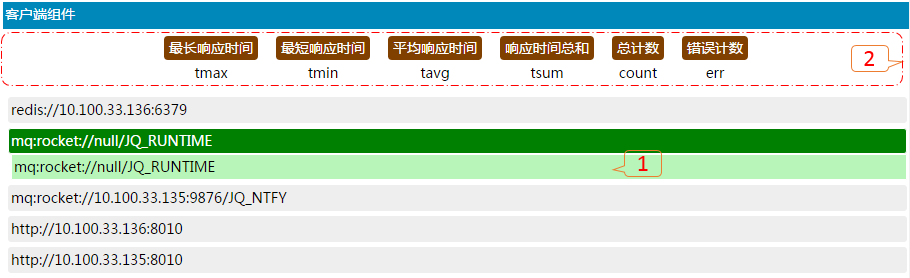 客户端组件
最长响应时间 最短响应时间 平均响应时间 响应时间总和 总计数 错误计数
tmax tmin tavg tsum count err
2
redis://10.100.33.136:6379
mq:rocket://null/JQ_RUNTIME
mq:rocket://null/JQ_RUNTIME
1
mq:rocket://10.100.33.135:9876/JQ_NTFY
http://10.100.33.136:8010
http://10.100.33.135:8010